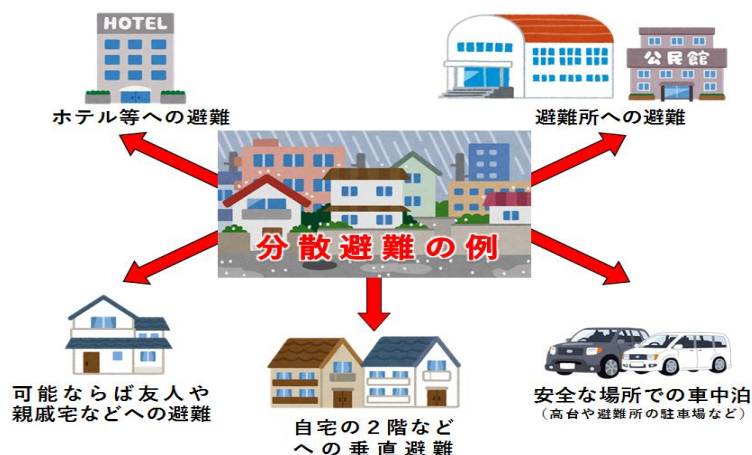 HOTEL
ホテル等への避難
公民館
避難所への避難
分散避難の例
可能ならば友人や
親戚宅などへの避難
自宅の2階など
への垂直避難
安全な場所での車中泊
（高台や避難所の駐車場など）